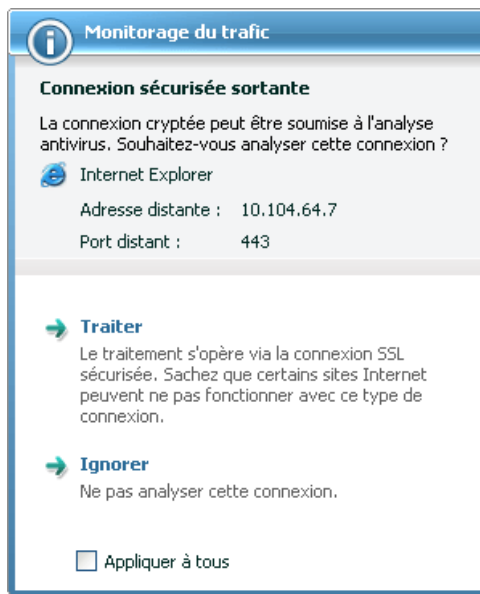 Monitorage du trafic
Connexion sécurisée sortante
La connexion cryptée peut être soumise à l'analyse
antivirus. Souhaitez-vous analyser cette connexion ?
Internet Explorer
Adresse distante : 10.104.64.7
Port distant : 443
Traiter
Le traitement s'opère via la connexion SSL
sécurisée. Sachez que certains sites Internet
peuvent ne pas fonctionner avec ce type de
connexion.
Ignorer
Ne pas analyser cette connexion.
Appliquer à tous